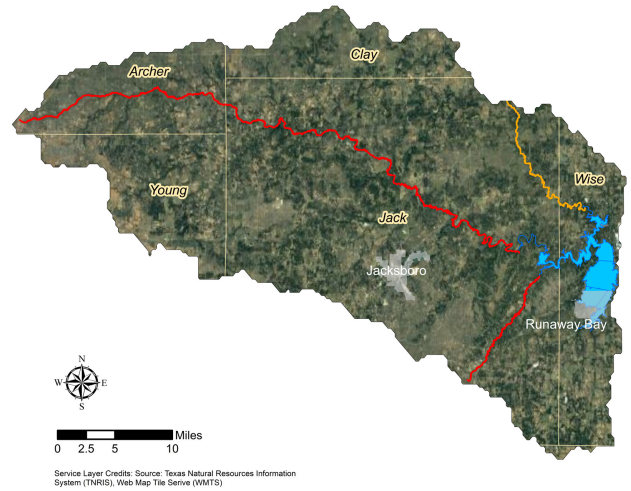 Clay
Archer
Young
Wise
Jack
Jacksboro
Runaway Bay
N
W E
S
0 2.5 5 10 Miles
Service Layer Credits: Source: Texas Natural Resources Information
System (TNRIS), Web Map Tile Serive (WMTS)